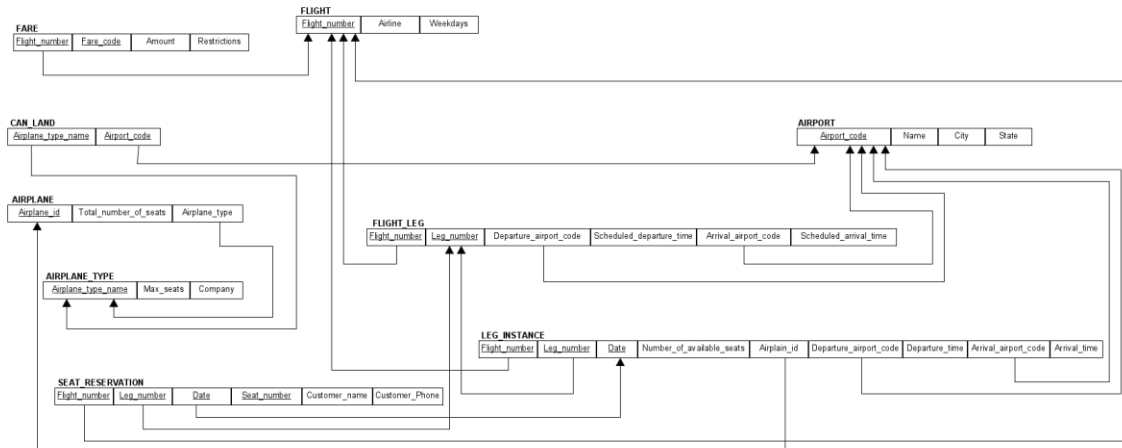 FLIGHT
Flight_number Airline Weekdays
FARE
Flight_number Fare_code Amount Restrictions
CAN_LAND
Airplane_type_name Airport_code
AIRPORT
Airport_code Name City State
AIRPLANE
Airplane_id Total_number_of_seats Airplane_type
FLIGHT_LEG
Flight_number Leg_number Departure_airport_code Scheduled_departure_time Arrival_airport_code Scheduled_arrival_time
AIRPLANE_TYPE
Airplane_type_name Max_seats Company
LEG_INSTANCE
Flight_number Leg_number Date Number_of_available_seats Airplain_id Departure_airport_code Departure_time Arrival_airport_code Arrival_time
SEAT_RESERVATION
Flight_number Leg_number Date Seat_number Customer_name Customer_Phone